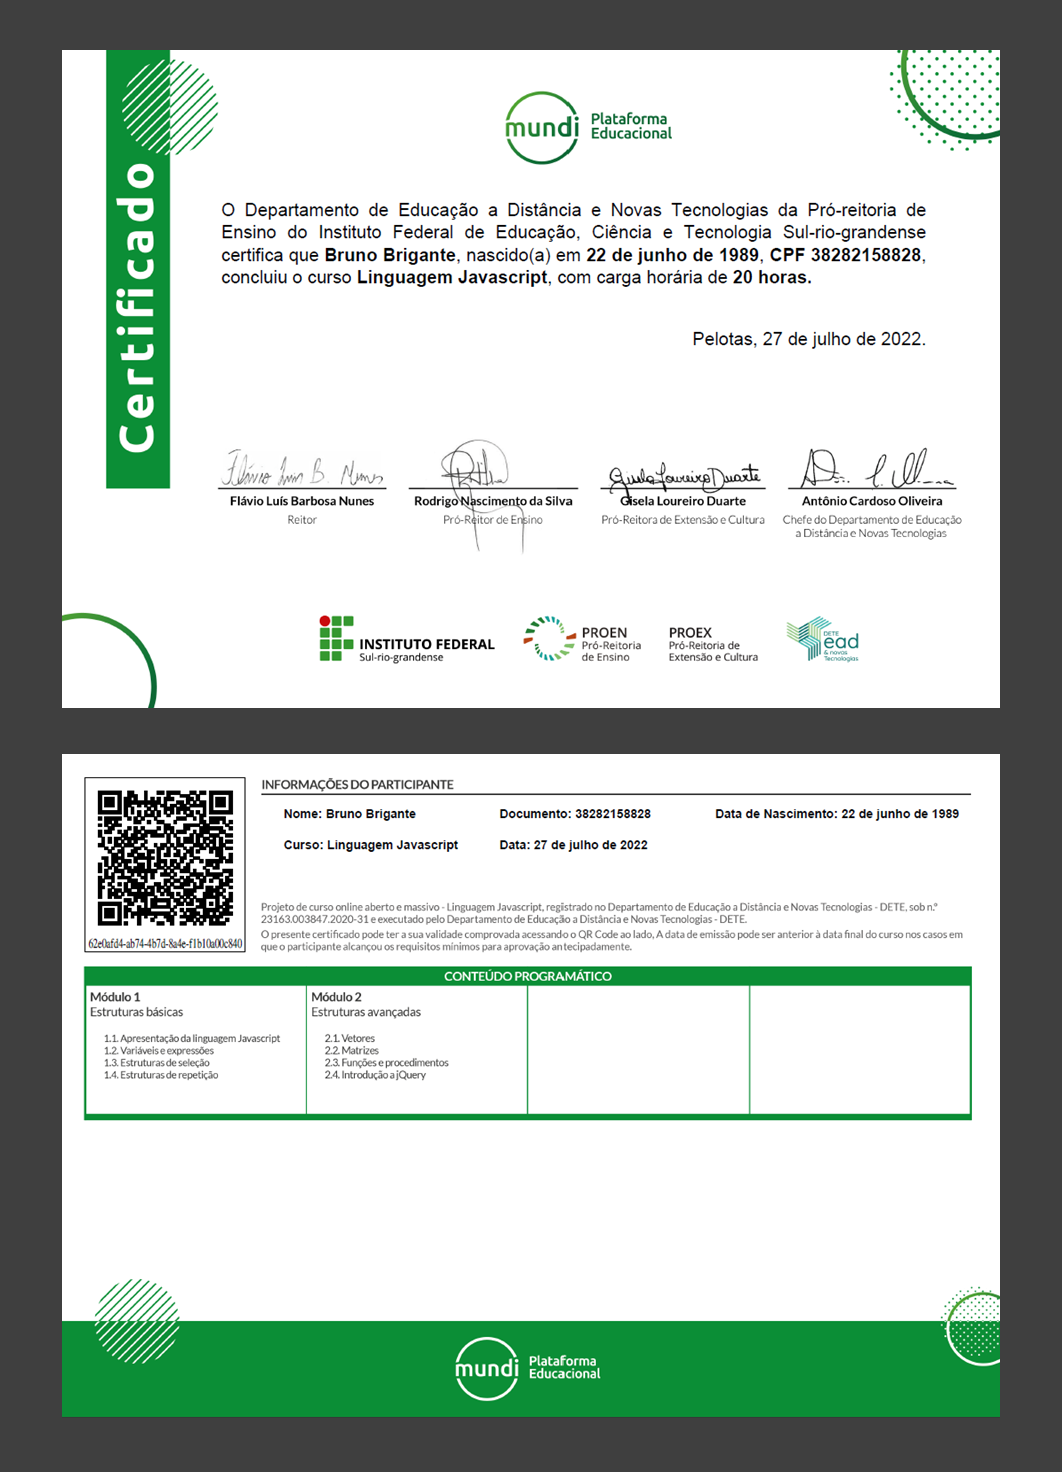 Certificado
mundi Plataforma
Educacional
O Departamento de Educação a Distância e Novas Tecnologias da Pró-reitoria de
Ensino do Instituto Federal de Educação, Ciência e Tecnologia Sul-rio-grandense
certifica que Bruno Brigante, nascido(a) em 22 de junho de 1989, CPF 38282158828,
concluiu o curso Linguagem Javascript, com carga horária de 20 horas.
Pelotas, 27 de julho de 2022.
Flávio Luis B. Nunes
Gisela Loureiro Duarte
Flávio Luís Barbosa Nunes
Reitor
Rodrigo Nascimento da Silva
Pró-Reitor de Ensino
Gisela Loureiro Duarte
Pró-Reitora de Extensão e Cultura
Antônio Cardoso Oliveira
Chefe do Departamento de Educação
a Distância e Novas Tecnologias
INSTITUTO FEDERAL
Sul-rio-grandense
PROEN
Pró-Reitoria
de Ensino
PROEX
Pró-Reitoria de
Extensão e Cultura
DETE
ead
& novas
Tecnologias
62e0afd4-ab74-4b7d-8a4e-f1b10a00c840
INFORMAÇÕES DO PARTICIPANTE
Nome: Bruno Brigante
Documento: 38282158828
Data de Nascimento: 22 de junho de 1989
Curso: Linguagem Javascript
Data: 27 de julho de 2022
Projeto de curso online aberto e massivo - Linguagem Javascript, registrado no Departamento de Educação a Distância e Novas Tecnologias - DETE, sob n.º
23163.003847.2020-31 e executado pelo Departamento de Educação a Distância e Novas Tecnologias - DETE.
O presente certificado pode ter a sua validade comprovada acessando o QR Code ao lado, A data de emissão pode ser anterior à data final do curso nos casos em
que o participante alcançou os requisitos mínimos para aprovação antecipadamente.
CONTEÚDO PROGRAMÁTICO
Módulo 1
Estruturas básicas
1.1. Apresentação da linguagem Javascript
1.2. Variáveis e expressões
1.3. Estruturas de seleção
1.4. Estruturas de repetição
Módulo 2
Estruturas avançadas
2.1. Vetores
2.2. Matrizes
2.3. Funções e procedimentos
2.4. Introdução a jQuery
mundi Plataforma
Educacional